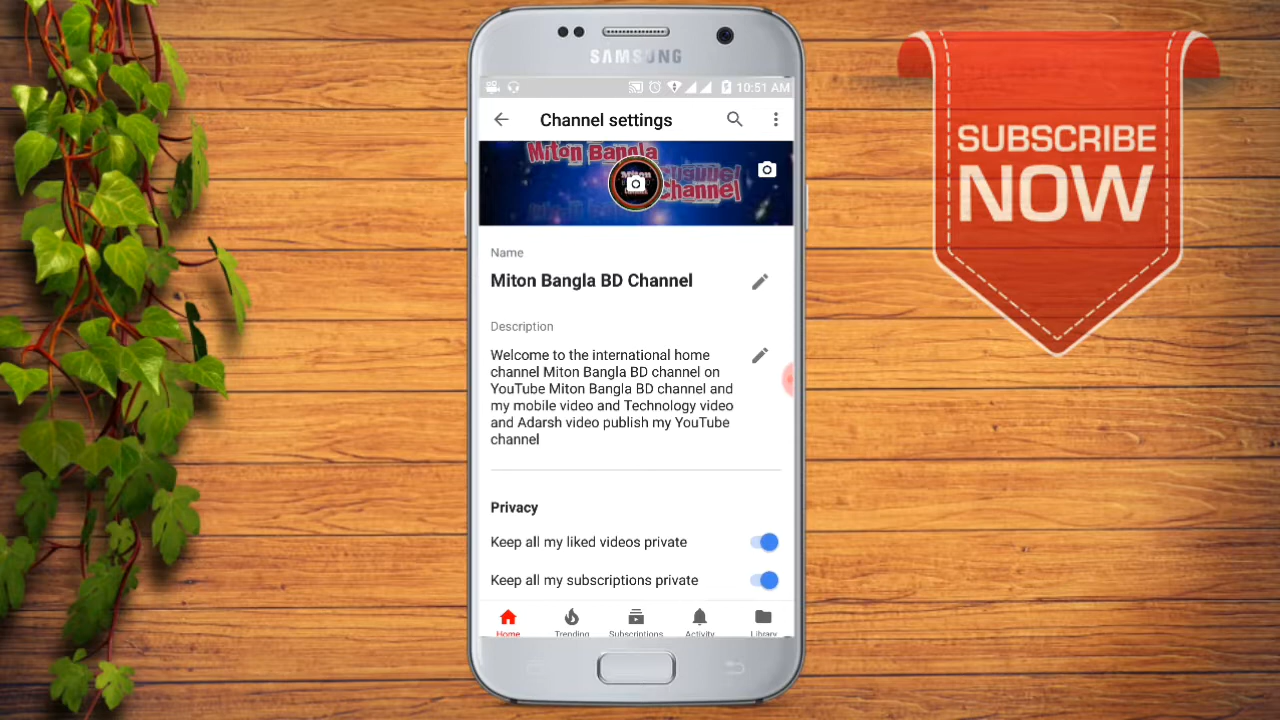 SAMSUNG
10:51 AM
Channel settings
Miton Bangla
Channel
Name
Miton Bangla BD Channel
Description
Welcome to the international home
channel Miton Bangla BD channel on
YouTube Miton Bangla BD channel and
my mobile video and Technology video
and Adarsh video publish my YouTube
channel
Privacy
Keep all my liked videos private
Keep all my subscriptions private
Home Trending Subscriptions Activity Library
SUBSCRIBE
NOW